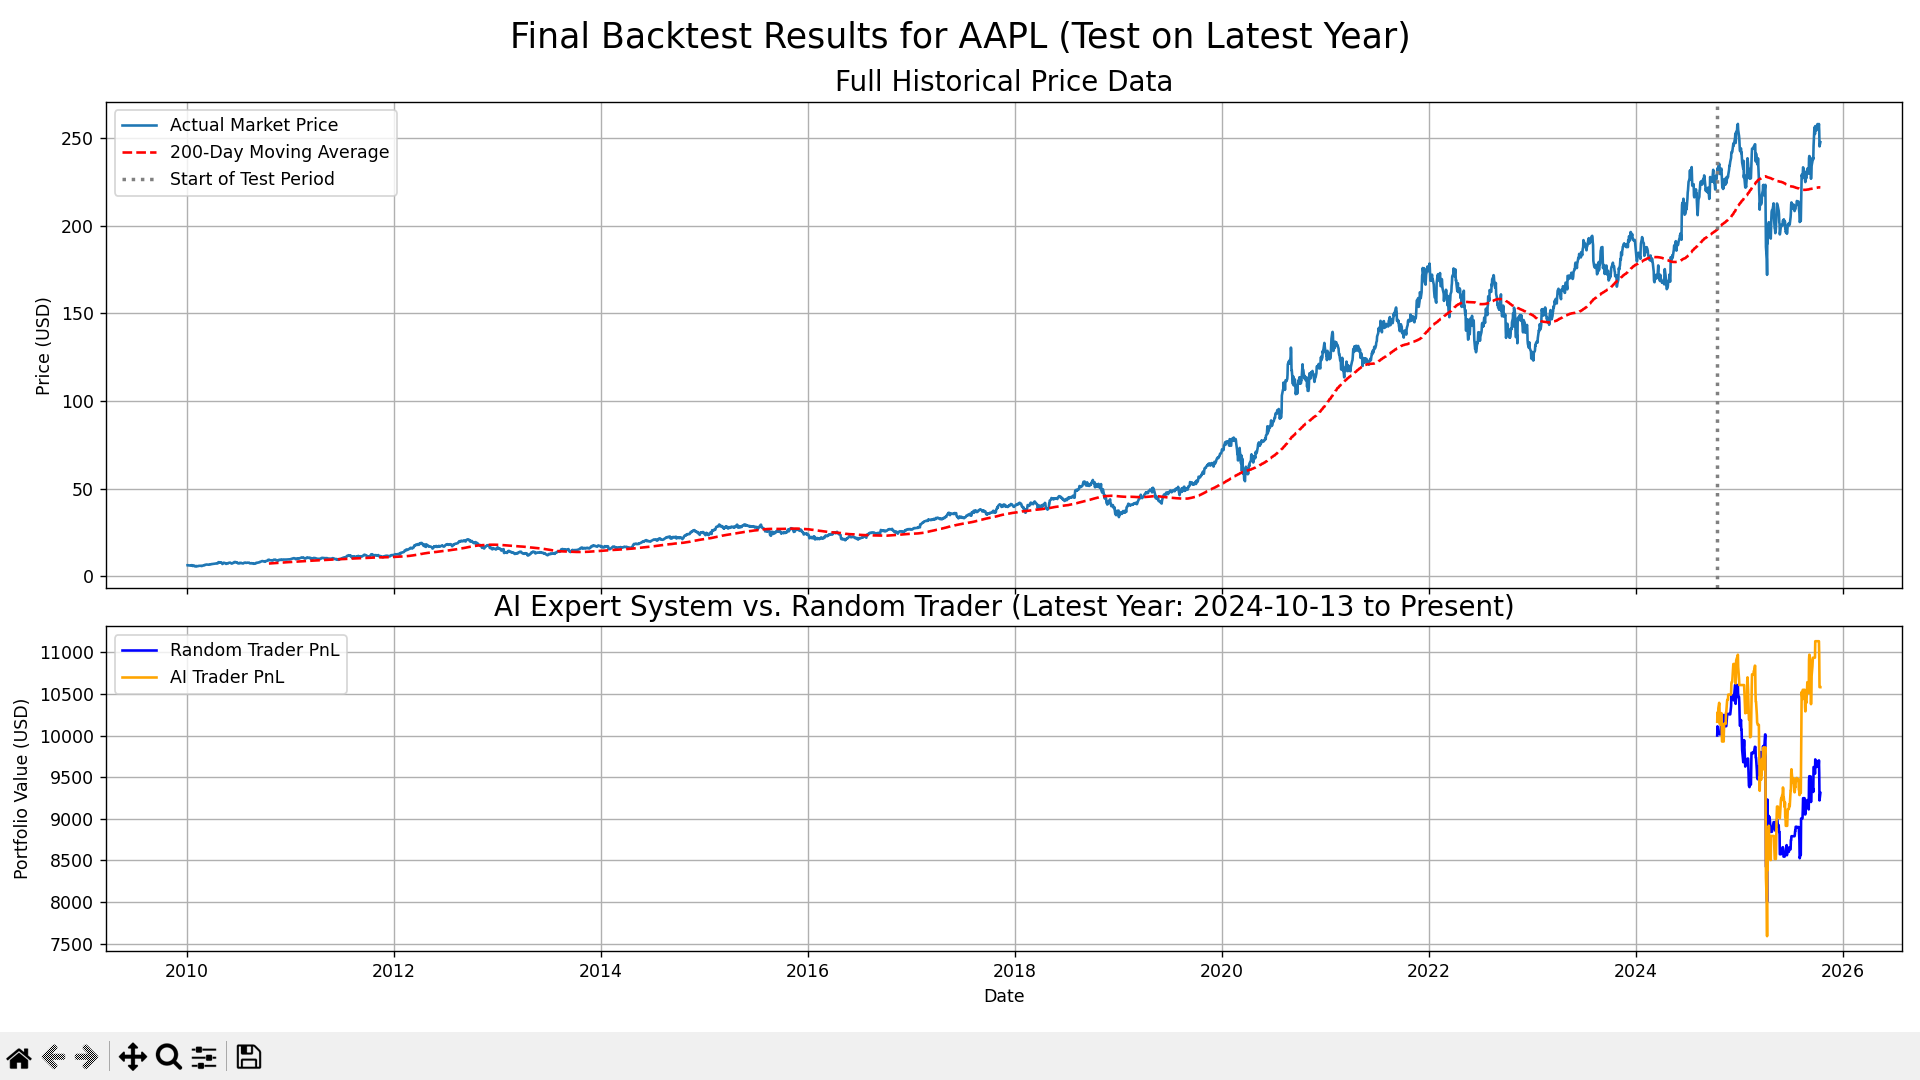 Final Backtest Results for AAPL (Test on Latest Year)
Full Historical Price Data
Actual Market Price
200-Day Moving Average
Start of Test Period
250
200
150
100
50
0
Price (USD)
AI Expert System vs. Random Trader (Latest Year: 2024-10-13 to Present)
Random Trader PnL
AI Trader PnL
11000
10500
10000
9500
9000
8500
8000
7500
Portfolio Value (USD)
2010 2012 2014 2016 2018 2020 2022 2024 2026
Date